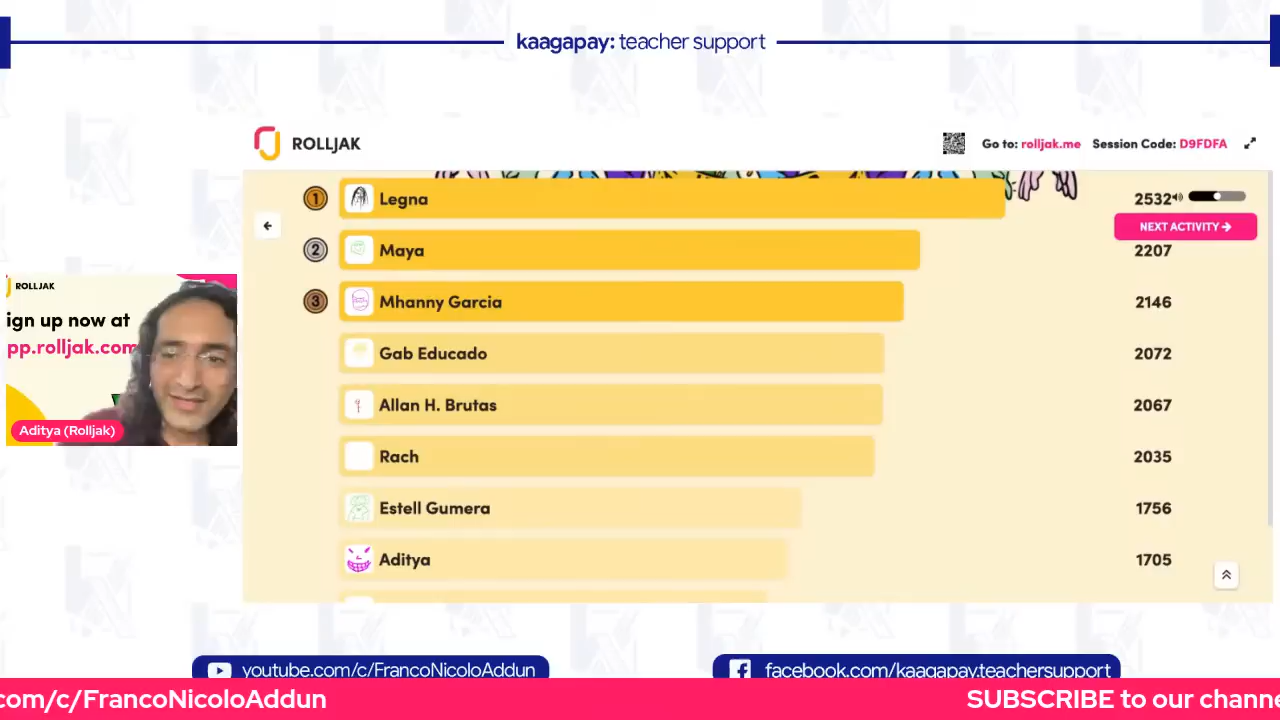 kaagapay: teacher support
ROLLJAK
Go to: rolljak.me Session Code: D9FDFA
1 Legna 2532
NEXT ACTIVITY →
2 Maya 2207
3 Mhanny Garcia 2146
Gab Educado 2072
Allan H. Brutas 2067
Rach 2035
Estell Gumera 1756
Aditya 1705
ROLLJAK
ign up now at
pp.rolljak.com
Aditya (Rolljak)
youtube.com/c/FrancoNicoloAddun
facebook.com/kaagapay.teachersupport
com/c/FrancoNicoloAddun
SUBSCRIBE to our channe